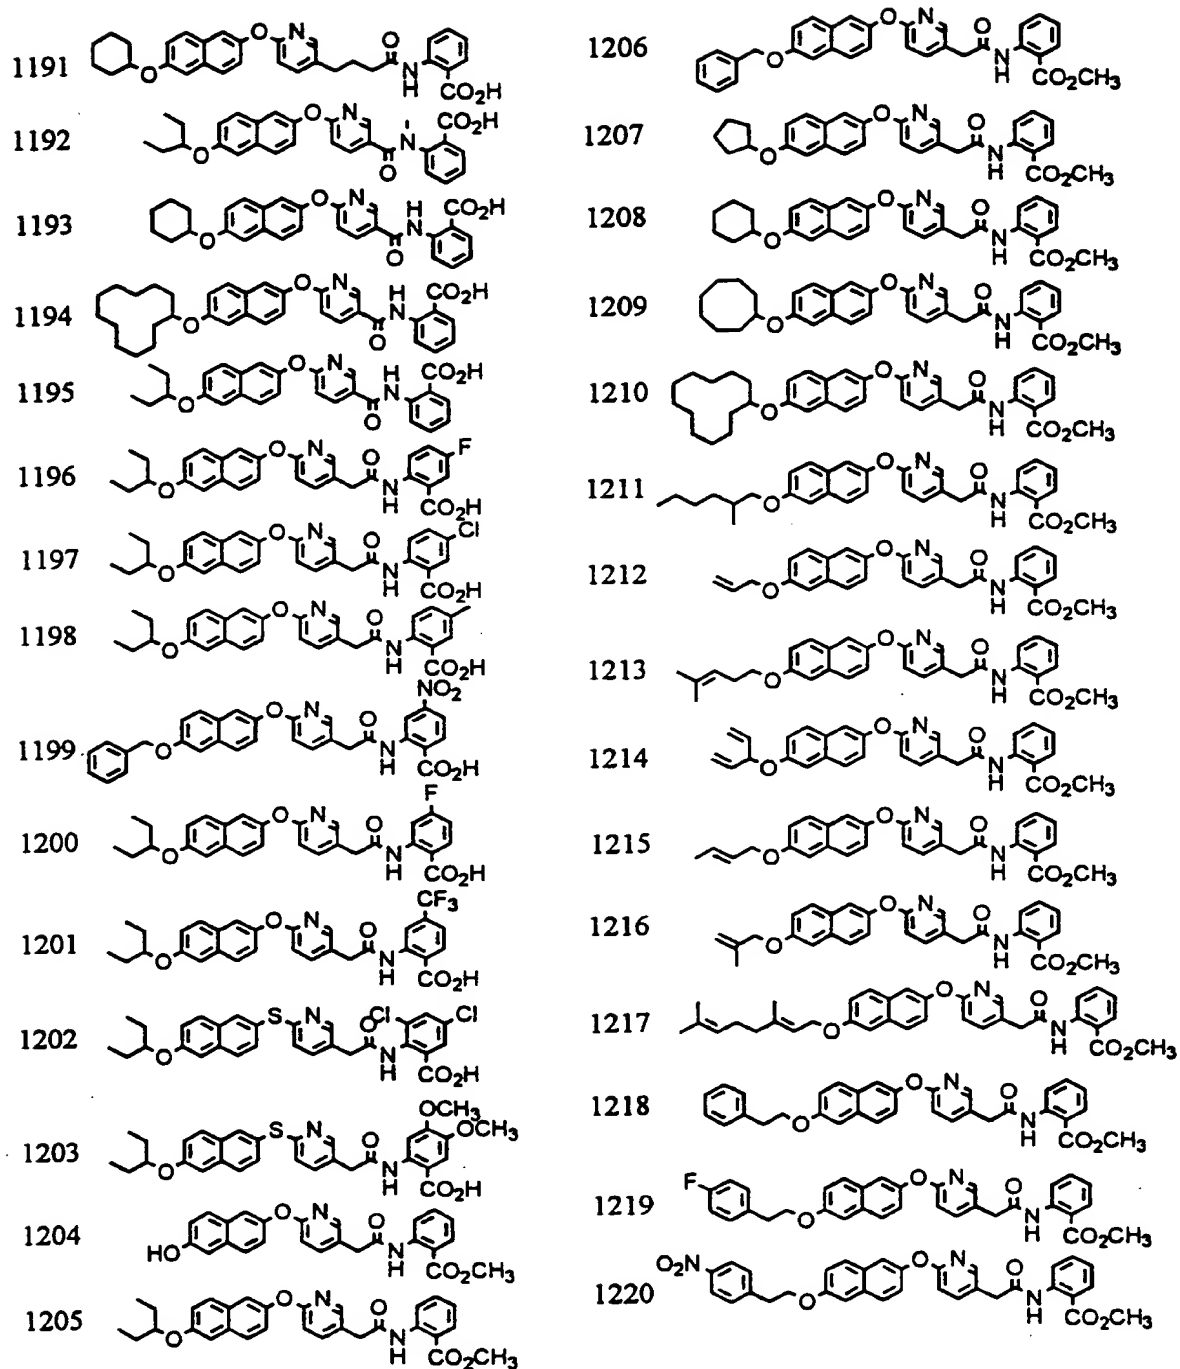 O N
O
1191
O N
H CO2H
O N CO2H
1192
N
O O
O N H CO2H
1193
N
O O
O N H CO2H
1194
N
O O
O N H CO2H
1195
N
O O
O N F
O
1196
O N
H CO2H
O N Cl
O
1197
O N
H CO2H
O N
O
1198
O N
H CO2H
NO2
O N O
1199
O N
H CO2H
F
O N O
1200
O N
H CO2H
CF3
O N O
1201
O N
H CO2H
S N O Cl Cl
1202
O N
H CO2H
OCH3
S N O OCH3
1203
O N
H CO2H
O N O
1204
HO N
H CO2CH3
O N O
1205
O N
H CO2CH3
O N O
1206
O N
H CO2CH3
O N O
1207
O N
H CO2CH3
O N O
1208
O N
H CO2CH3
O N O
1209
O N
H CO2CH3
O N O
1210
O N
H CO2CH3
O N O
1211
O N
H CO2CH3
O N O
1212
O N
H CO2CH3
O N O
1213
O N
H CO2CH3
O N O
1214
O N
H CO2CH3
O N O
1215
O N
H CO2CH3
O N O
1216
O N
H CO2CH3
O N O
1217
O N
H CO2CH3
O N O
1218
O N
H CO2CH3
F O N O
1219
O N
H CO2CH3
O2N O N O
1220
O N
H CO2CH3